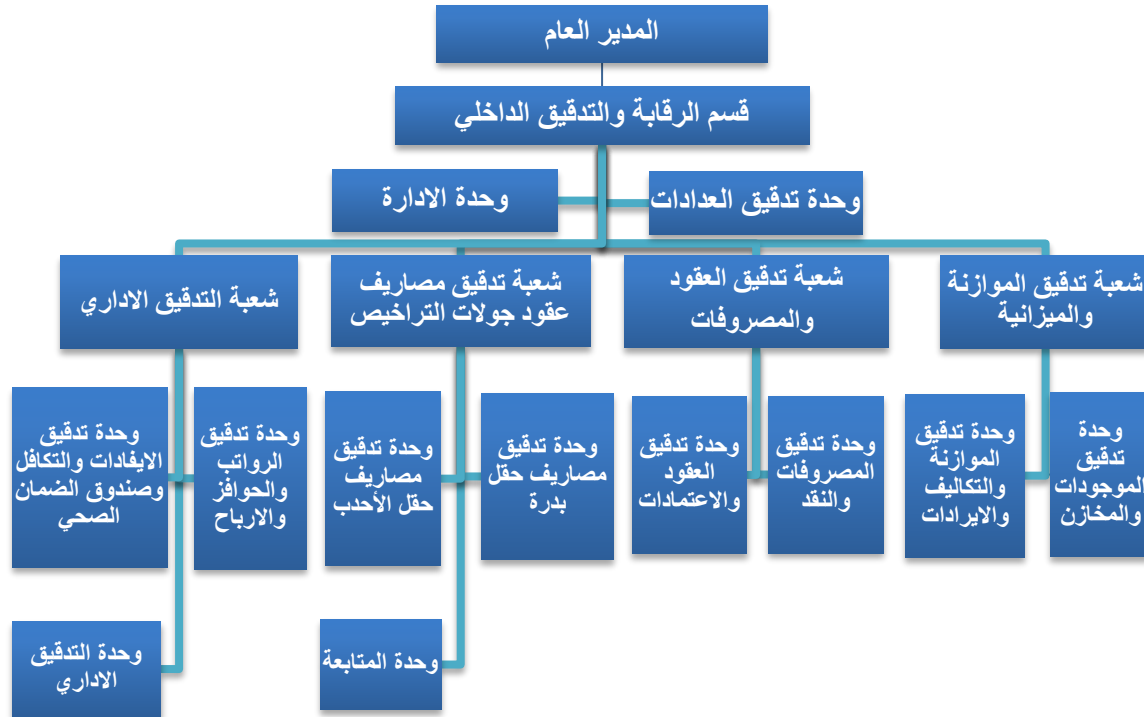 المدير العام
قسم الرقابة والتدقيق الداخلي
وحدة تدقيق العدادات
وحدة الادارة
شعبة تدقيق الموازنة
والميزانية
شعبة تدقيق العقود
والمصروفات
شعبة تدقيق مصاريف
عقود جولات التراخيص
شعبة التدقيق الاداري
وحدة
تدقيق
الموجودات
والمخازن
وحدة تدقيق
الموازنة
والتكاليف
والايرادات
وحدة تدقيق
المصروفات
والنقد
وحدة تدقيق
العقود
والاعتمادات
وحدة تدقيق
مصاريف حقل
بدرة
وحدة تدقيق
مصاريف
حقل الأحدب
وحدة تدقيق
الرواتب
والحوافز
والارباح
وحدة تدقيق
الايفادات والتكافل
وصندوق الضمان
الصحي
وحدة المتابعة
وحدة التدقيق
الاداري